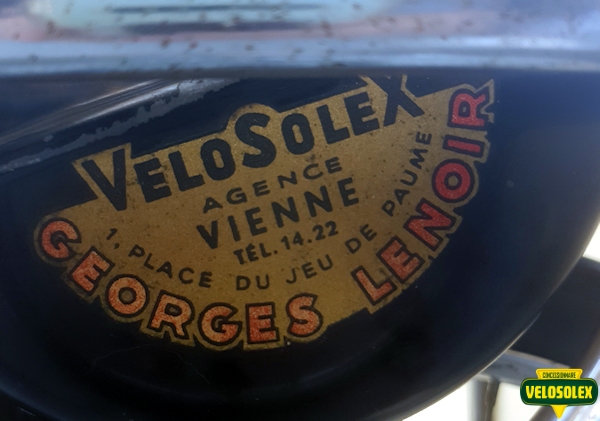 VELOSOLEX
AGENCE
VIENNE
TÉL. 14.22
1, PLACE DU JEU DE PAUME
GEORGES LENOIR
CONCESSIONNAIRE
VELOSOLEX